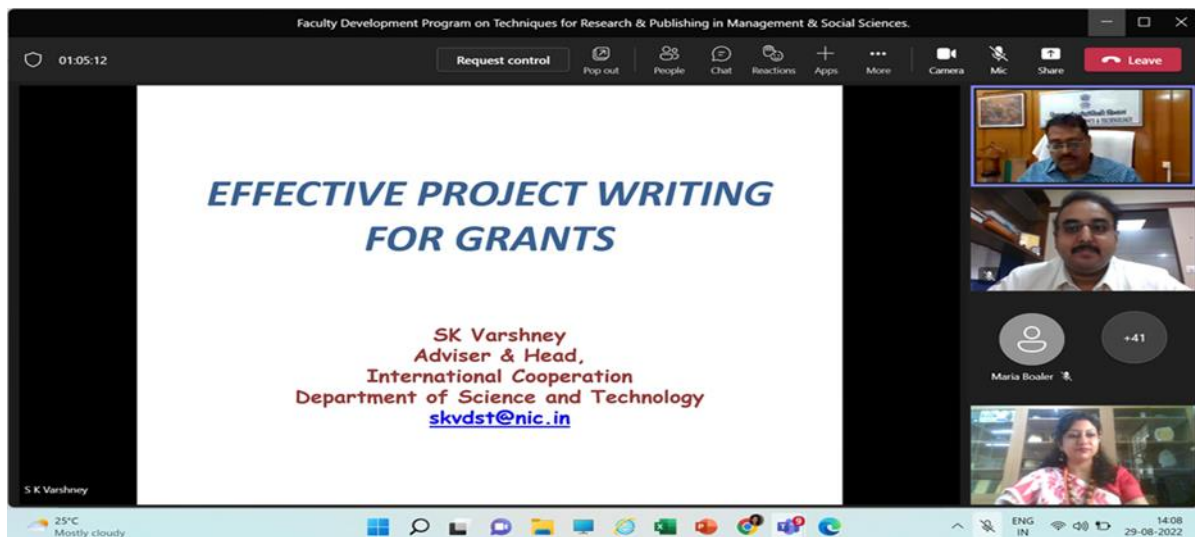 Faculty Development Program on Techniques for Research & Publishing in Management & Social Sciences.
01:05:12
Request control
Pop out
People
Chat
Reactions
Apps
More
Camera
Mic
Share
Leave
EFFECTIVE PROJECT WRITING
FOR GRANTS
SK Varshney
Adviser & Head,
International Cooperation
Department of Science and Technology
skvdst@nic.in
S K Varshney
& TECHNOLOGY
+41
Maria Boaler
25°C
Mostly cloudy
ENG
IN
14:08
29-08-2022